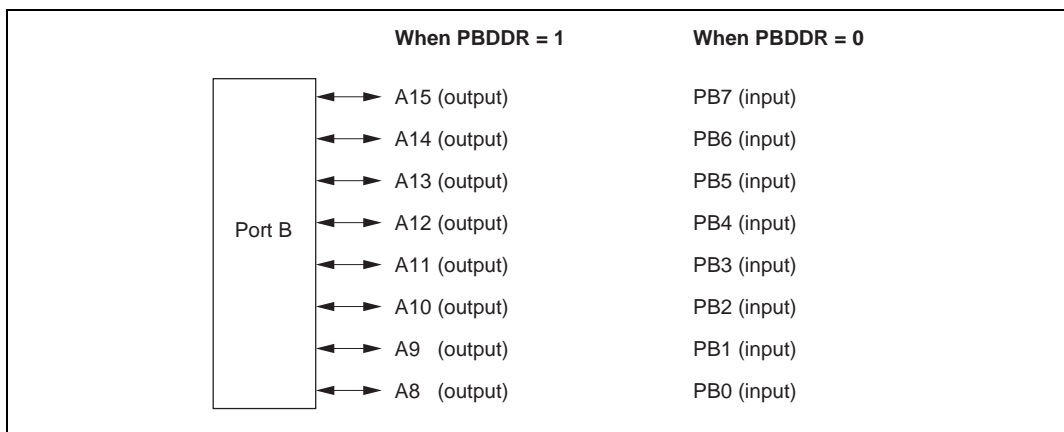 When PBDDR = 1 When PBDDR = 0
A15 (output) PB7 (input)
A14 (output) PB6 (input)
A13 (output) PB5 (input)
Port B A12 (output) PB4 (input)
A11 (output) PB3 (input)
A10 (output) PB2 (input)
A9 (output) PB1 (input)
A8 (output) PB0 (input)